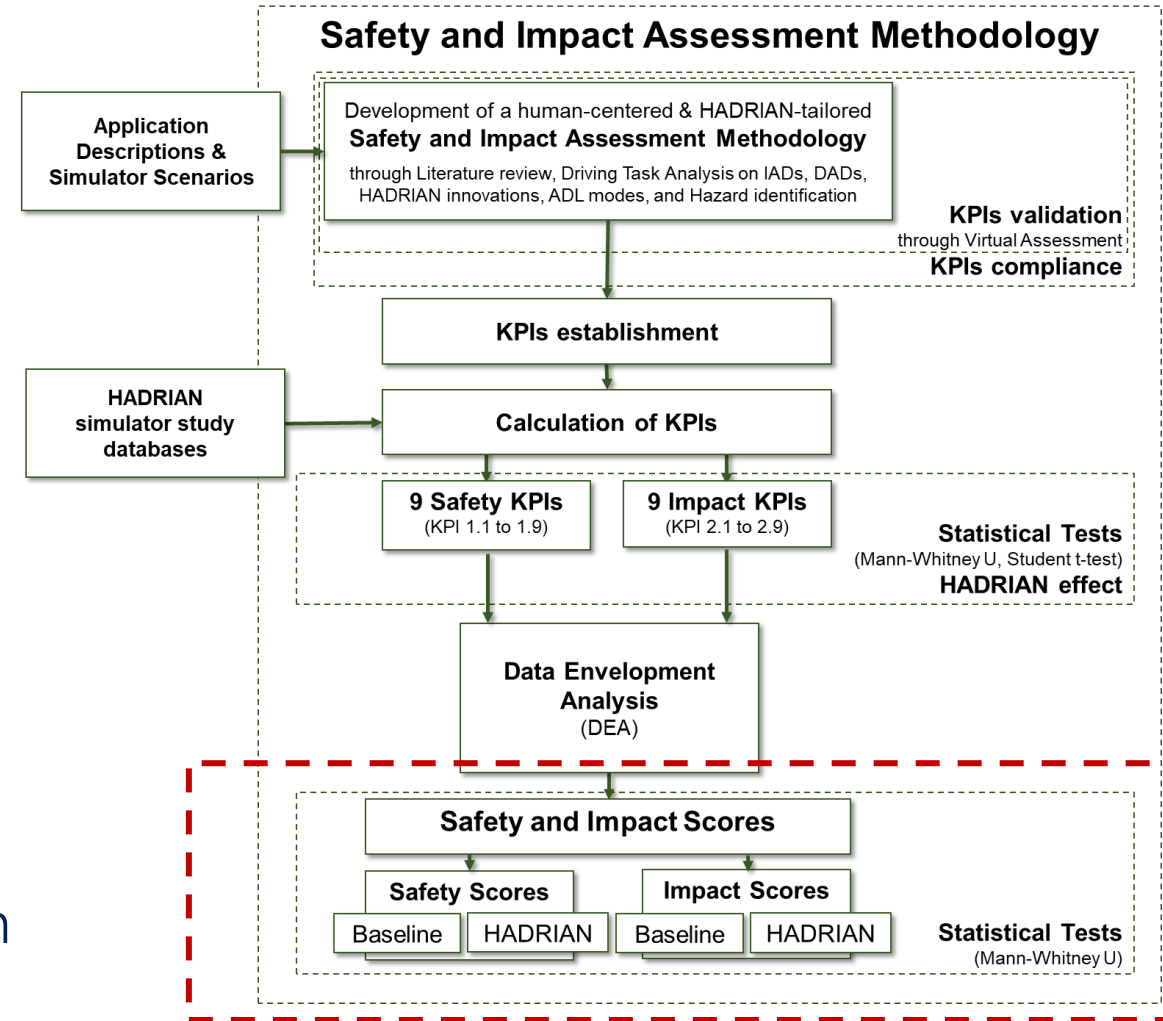 Safety and Impact Assessment Methodology
Application
Descriptions &
Simulator Scenarios
Development of a human-centered & HADRIAN-tailored
Safety and Impact Assessment Methodology
through Literature review, Driving Task Analysis on IADs, DADs,
HADRIAN innovations, ADL modes, and Hazard identification
KPIs validation
through Virtual Assessment
KPIs compliance
KPIs establishment
HADRIAN
simulator study
databases
Calculation of KPIs
9 Safety KPIs
(KPI 1.1 to 1.9)
9 Impact KPIs
(KPI 2.1 to 2.9)
Statistical Tests
(Mann-Whitney U, Student t-test)
HADRIAN effect
Data Envelopment
Analysis
(DEA)
Safety and Impact Scores
Safety Scores
Baseline
HADRIAN
Impact Scores
Baseline
HADRIAN
Statistical Tests
(Mann-Whitney U)
n